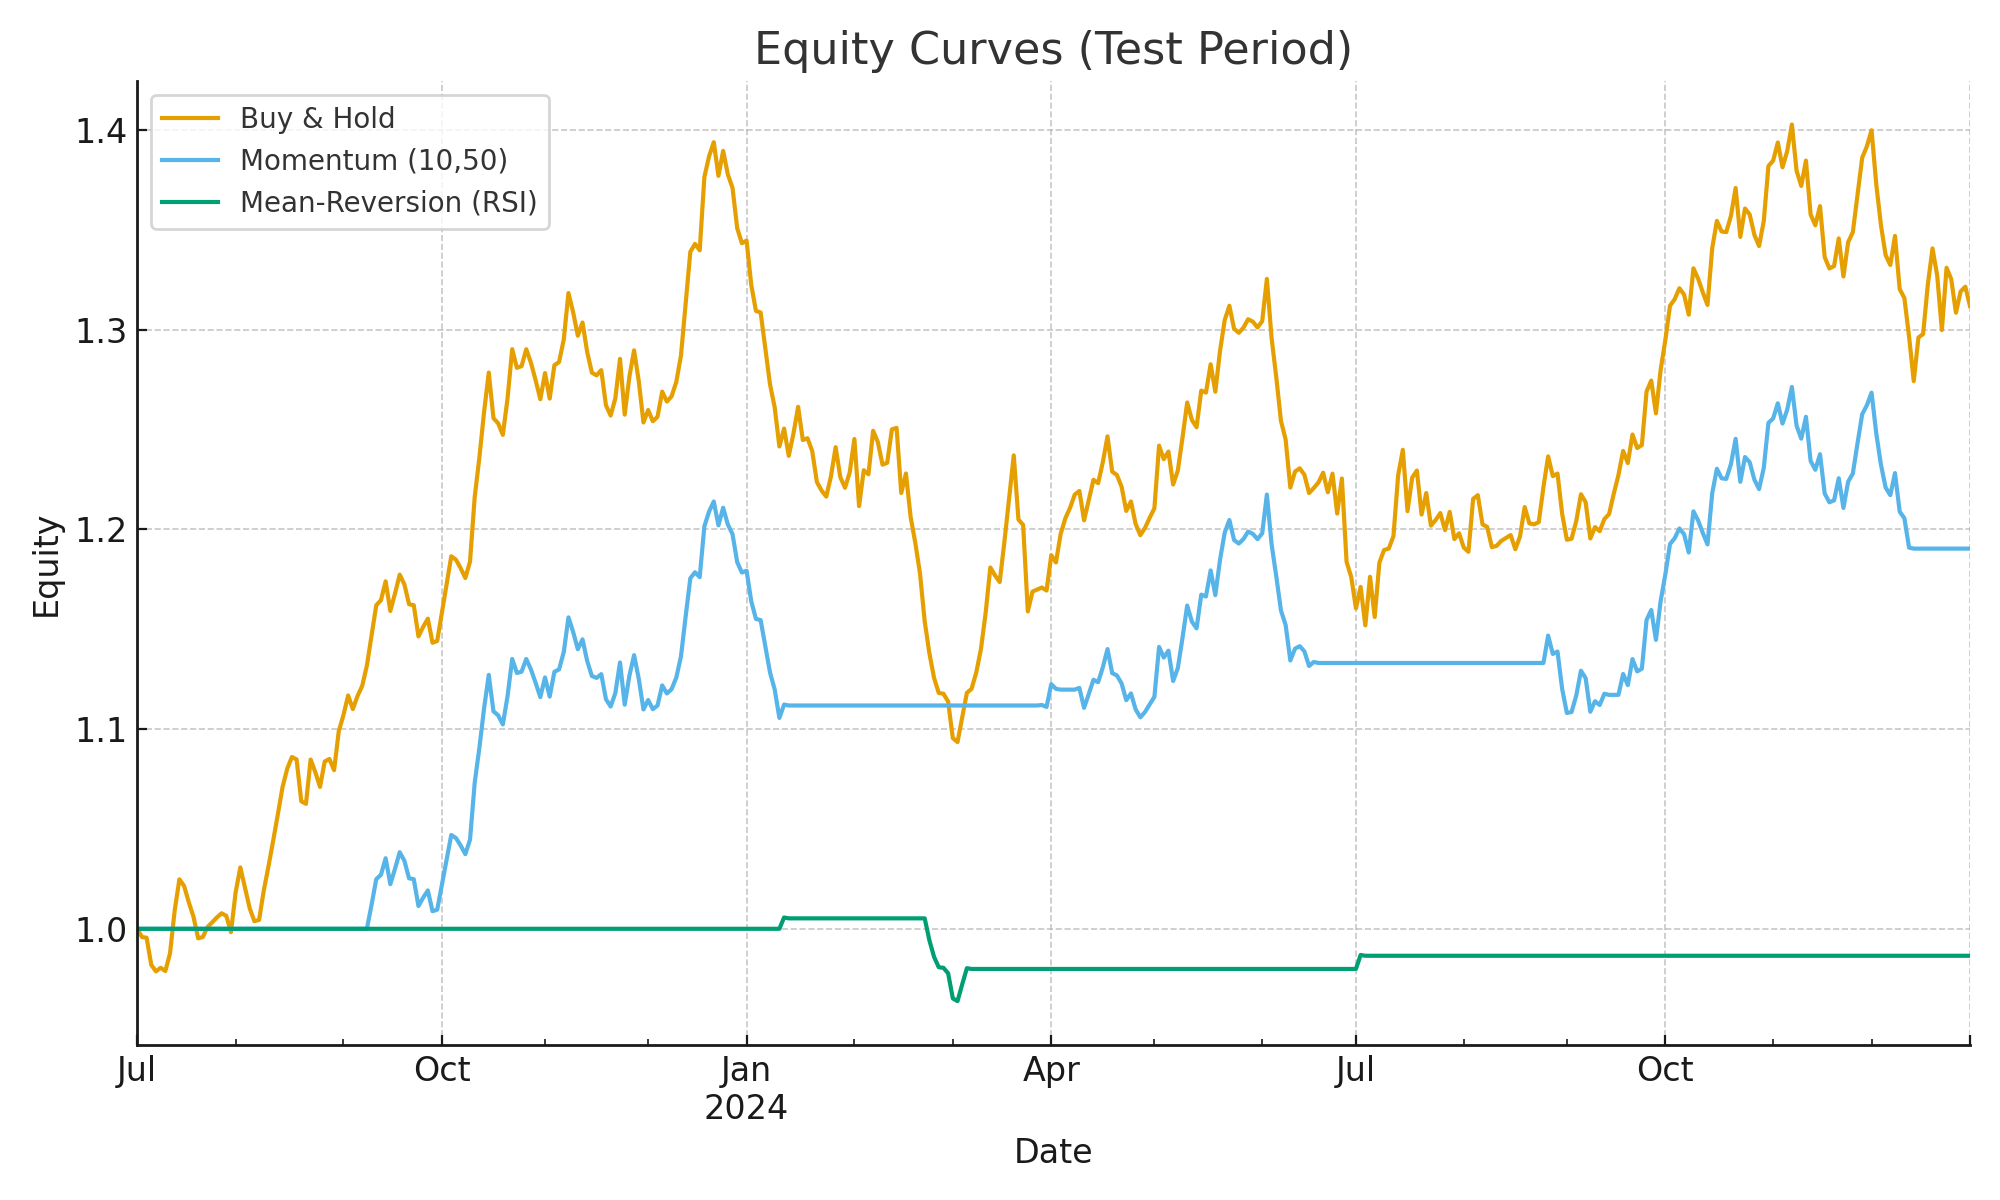 Equity Curves (Test Period)
Buy & Hold
Momentum (10,50)
Mean-Reversion (RSI)
1.4
1.3
1.2
1.1
1.0
Equity
Jul
Oct
Jan
2024
Apr
Jul
Oct
Date